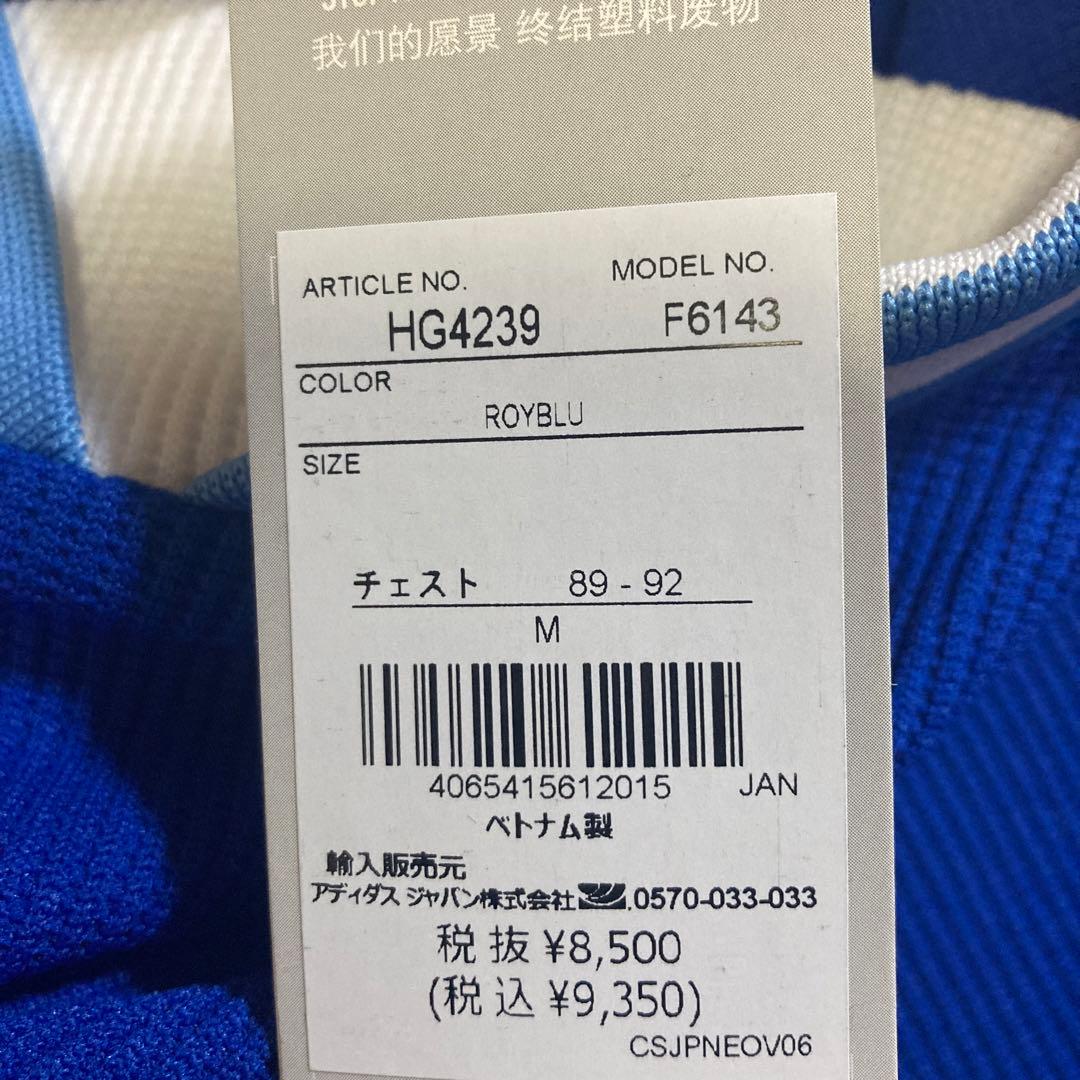 我们的愿景 终结塑料废物
ARTICLE NO. MODEL NO.
HG4239 F6143
COLOR
ROYBLU
SIZE
チェスト 89 - 92
M
4065415612015 JAN
ベトナム製
輸入販売元
アディダス ジャパン株式会社 .0570-033-033
税 抜 ¥8,500
(税 込 ¥9,350)
CSJPNEOV06